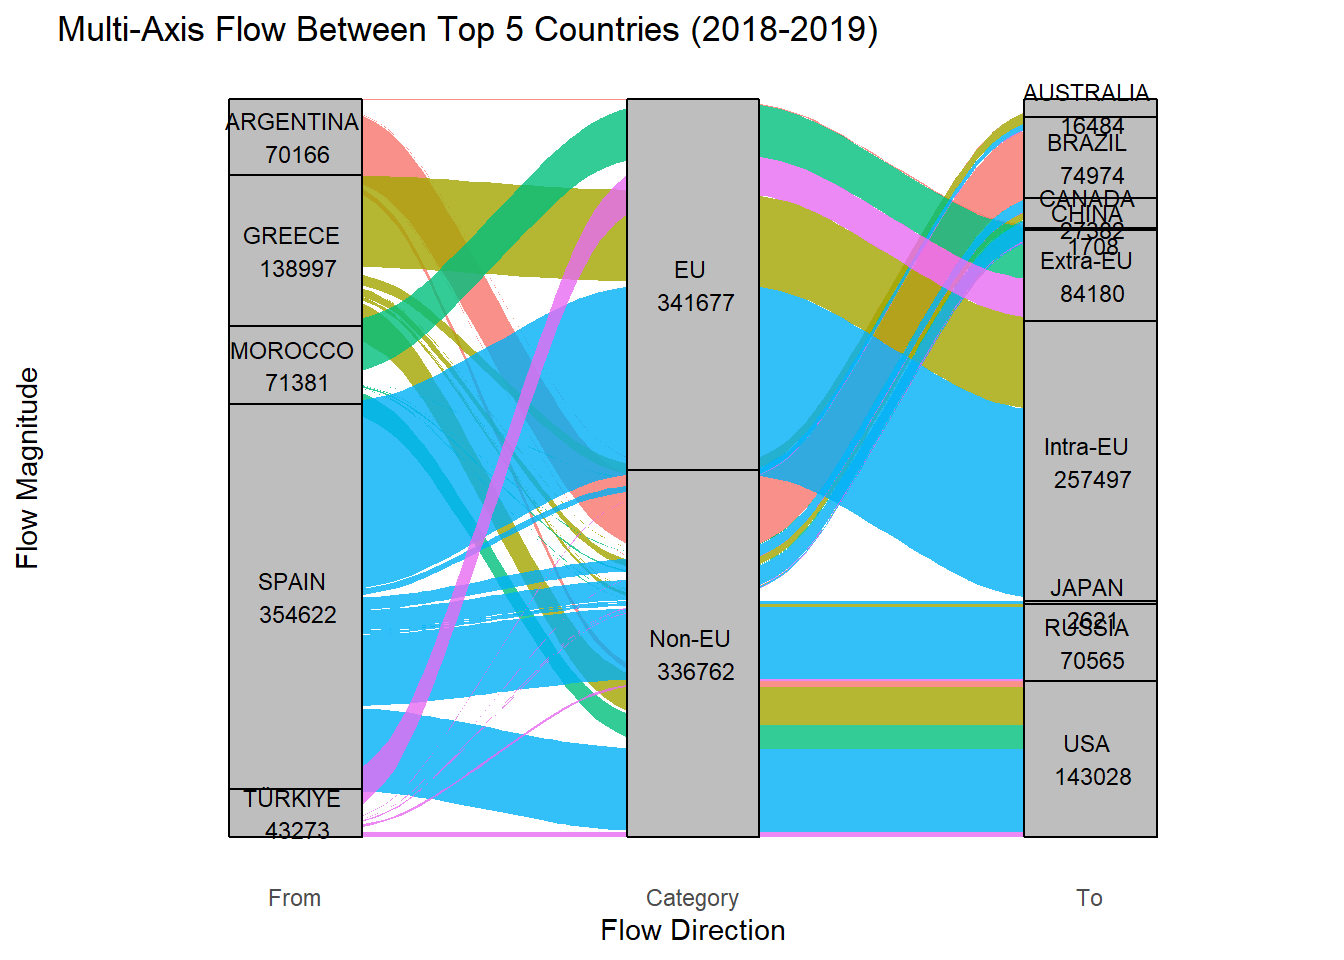 Multi-Axis Flow Between Top 5 Countries (2018-2019)
Flow Magnitude
ARGENTINA
70166
GREECE
138997
MOROCCO
71381
SPAIN
354622
TÜRKIYE
43273
EU
341677
Non-EU
336762
AUSTRALIA
16484
BRAZIL
74974
CANADA
27382
CHINA
1708
Extra-EU
84180
Intra-EU
257497
JAPAN
2621
RUSSIA
70565
USA
143028
From
Category
To
Flow Direction